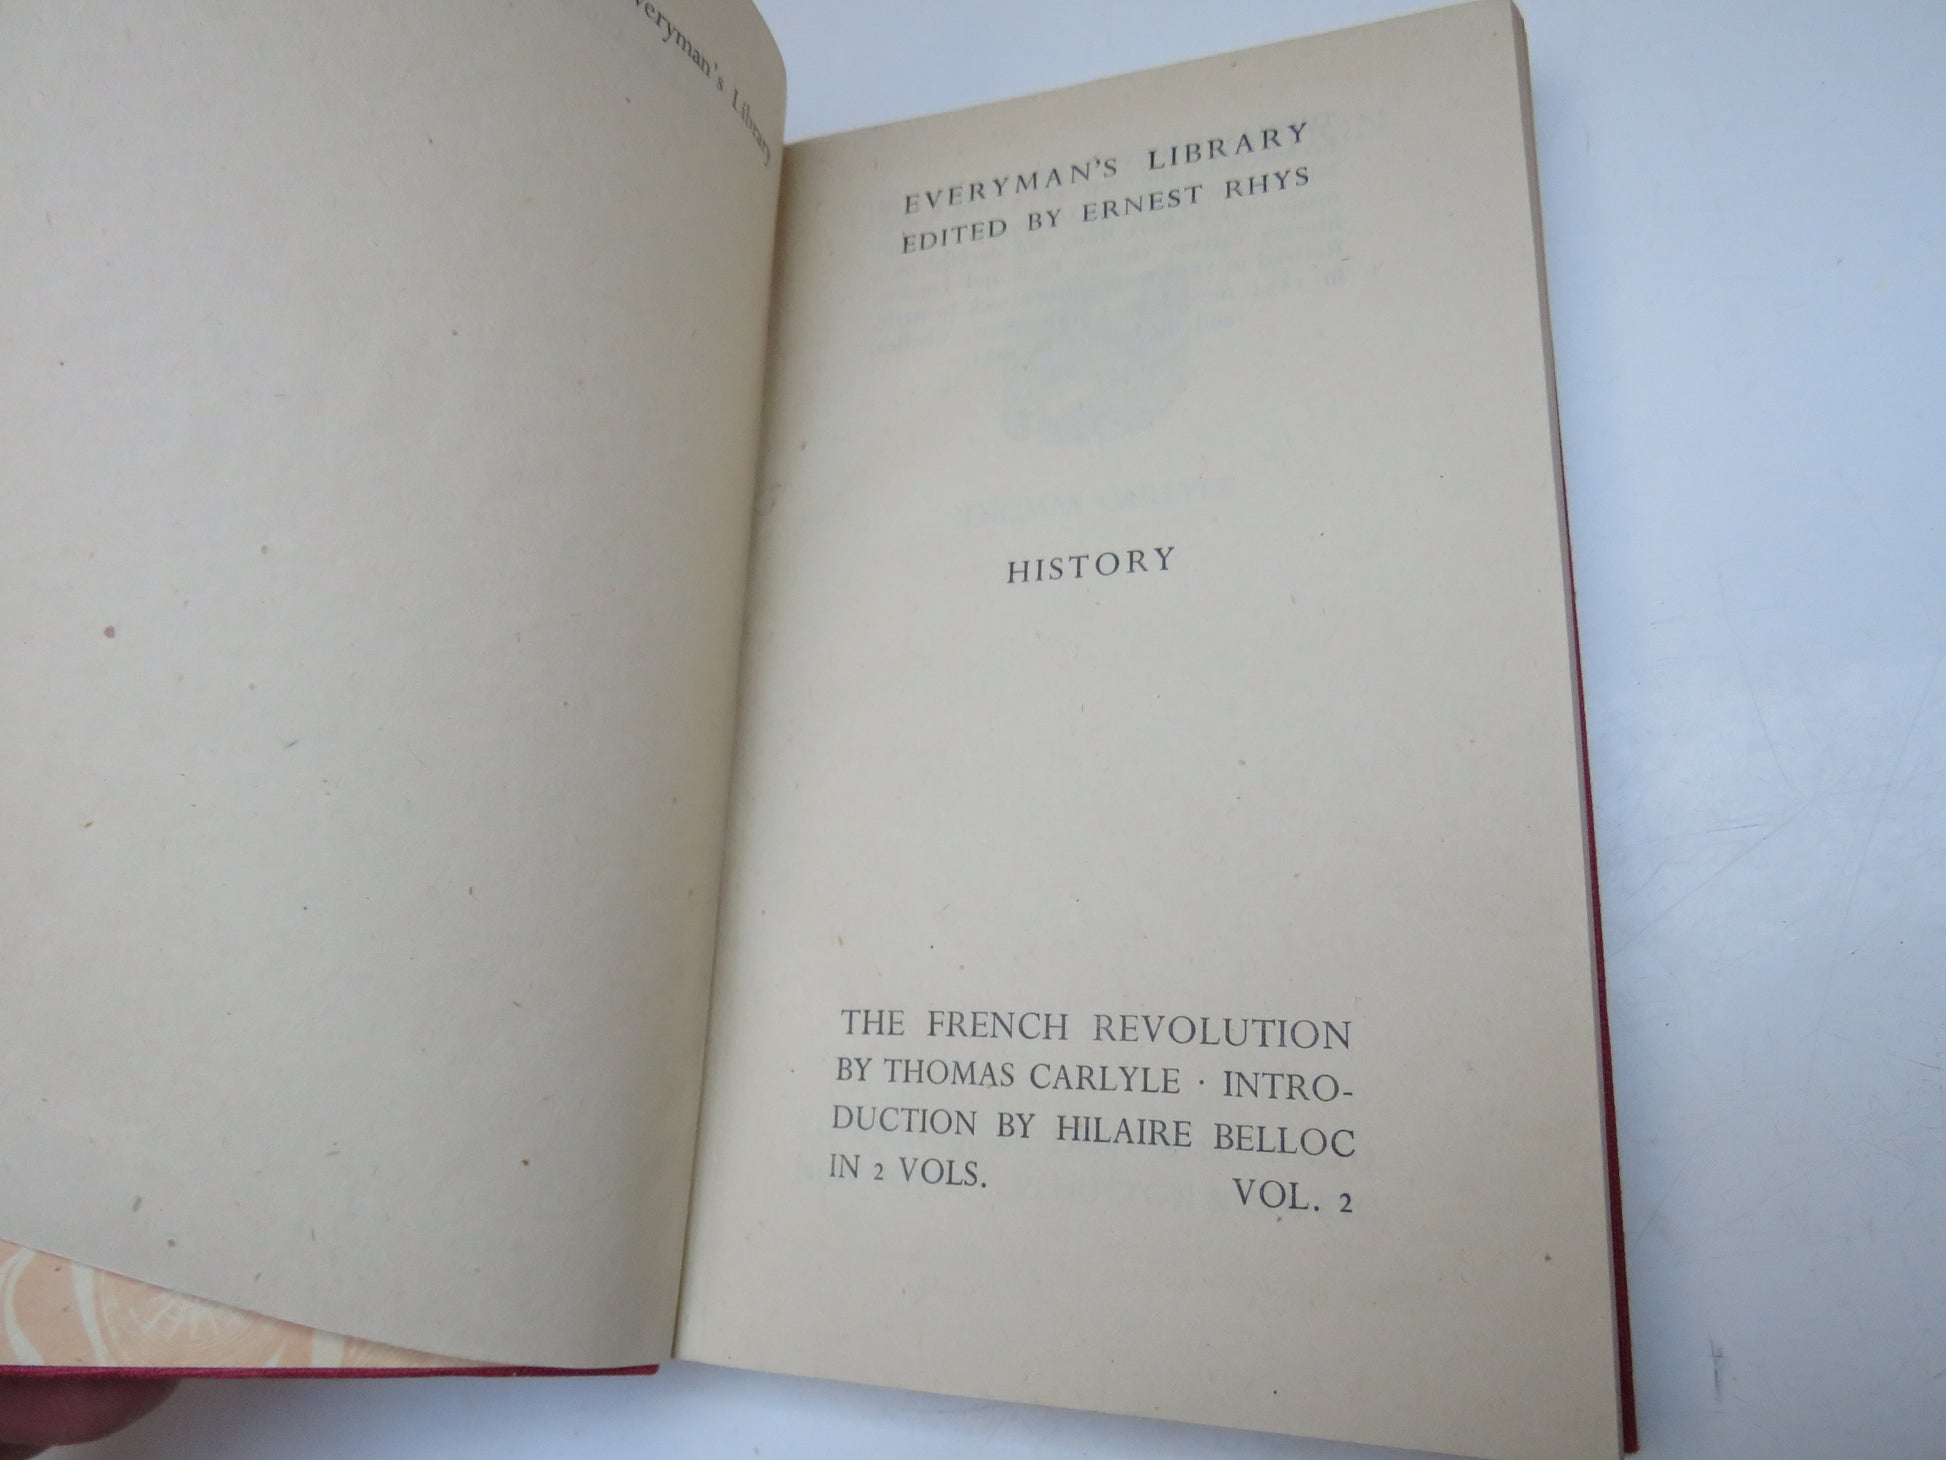 Everyman's Library
EVERYMAN'S LIBRARY
EDITED BY ERNEST RHYS
HISTORY
THE FRENCH REVOLUTION
BY THOMAS CARLYLE · INTRO-
DUCTION BY HILAIRE BELLOC
IN 2 VOLS. VOL. 2